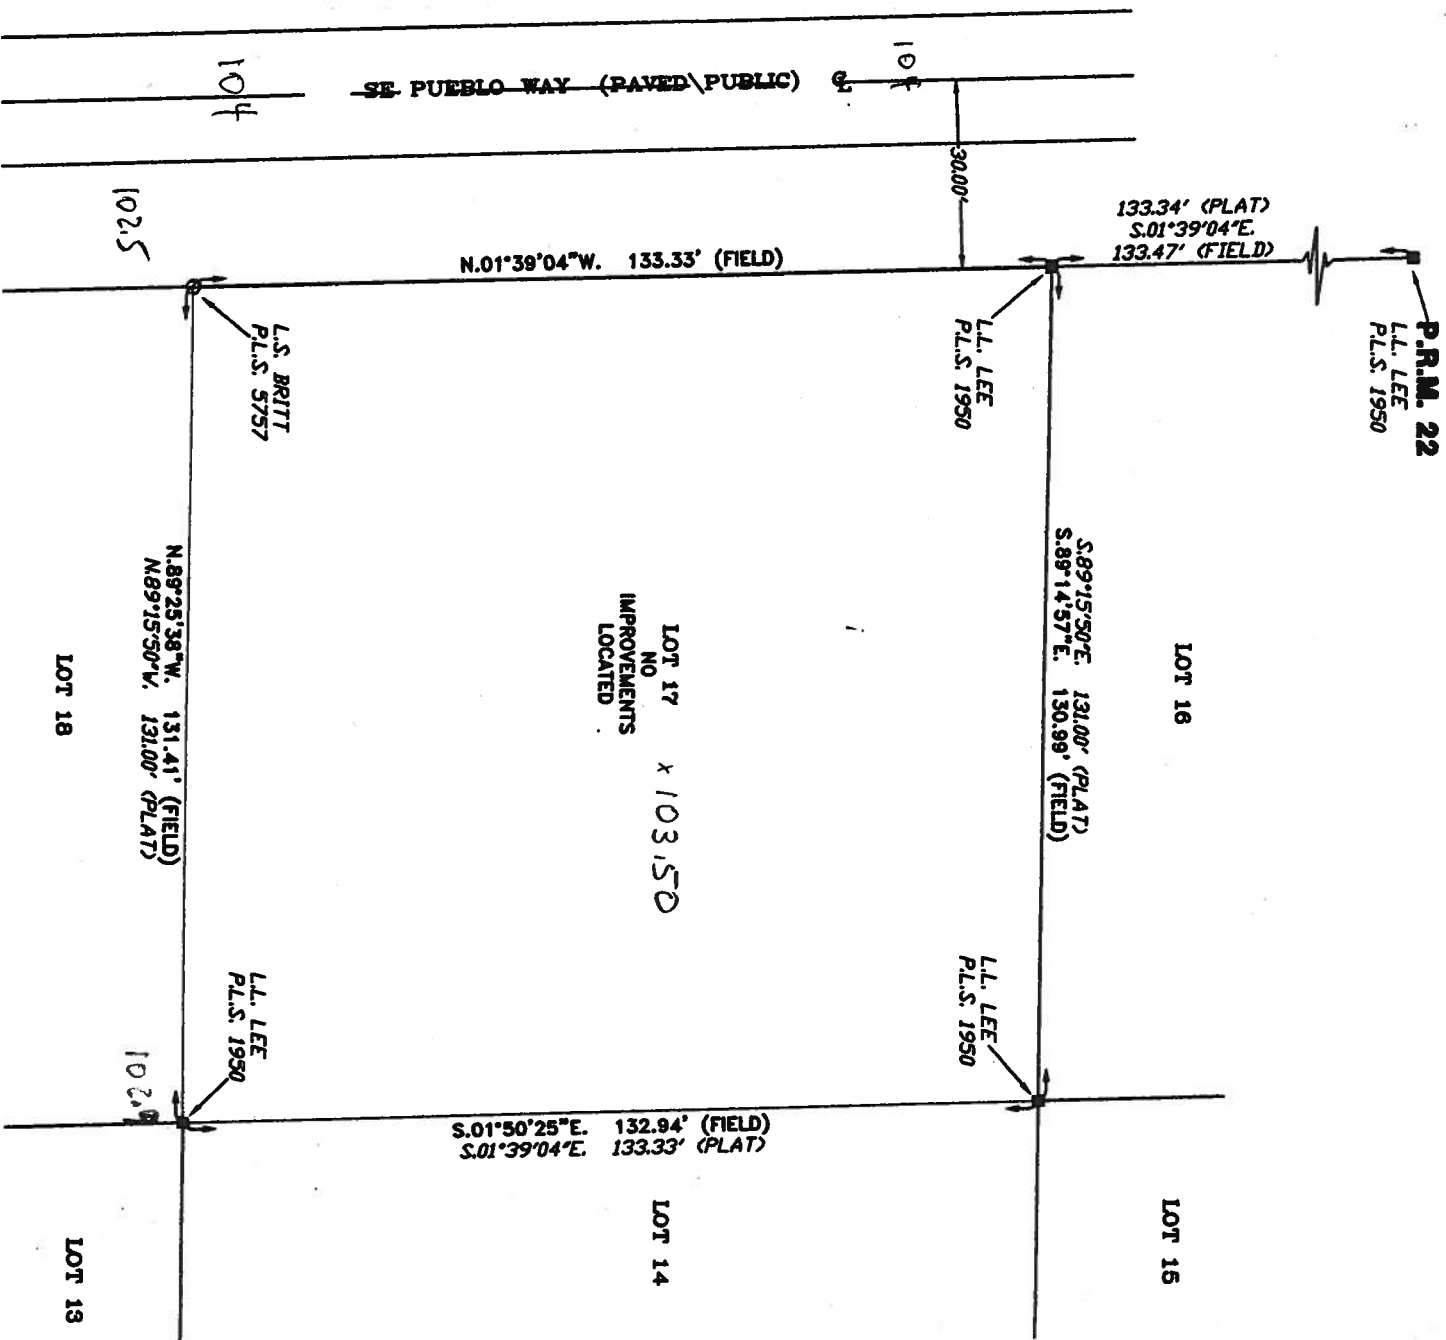 104
SE PUEBLO WAY (PAVED\PUBLIC) ℄
30.00'
102.5
N.01°39'04"W. 133.33' (FIELD)
133.34' (PLAT)
S.01°39'04"E.
133.47' (FIELD)
P.R.M. 22
L.L. LEE
P.L.S. 1950
L.S. BRITT
P.L.S. 5757
L.L. LEE
P.L.S. 1950
S.89°15'50"E. 131.00' (PLAT)
S.89°14'57"E. 130.99' (FIELD)
LOT 16
LOT 17
NO
IMPROVEMENTS
LOCATED
x 103.50
N.89°25'38"W. 131.41' (FIELD)
N.89°15'50"W. 131.00' (PLAT)
LOT 18
L.L. LEE
P.L.S. 1950
L.L. LEE
P.L.S. 1950
S.01°50'25"E. 132.94' (FIELD)
S.01°39'04"E. 133.33' (PLAT)
LOT 15
LOT 14
LOT 13